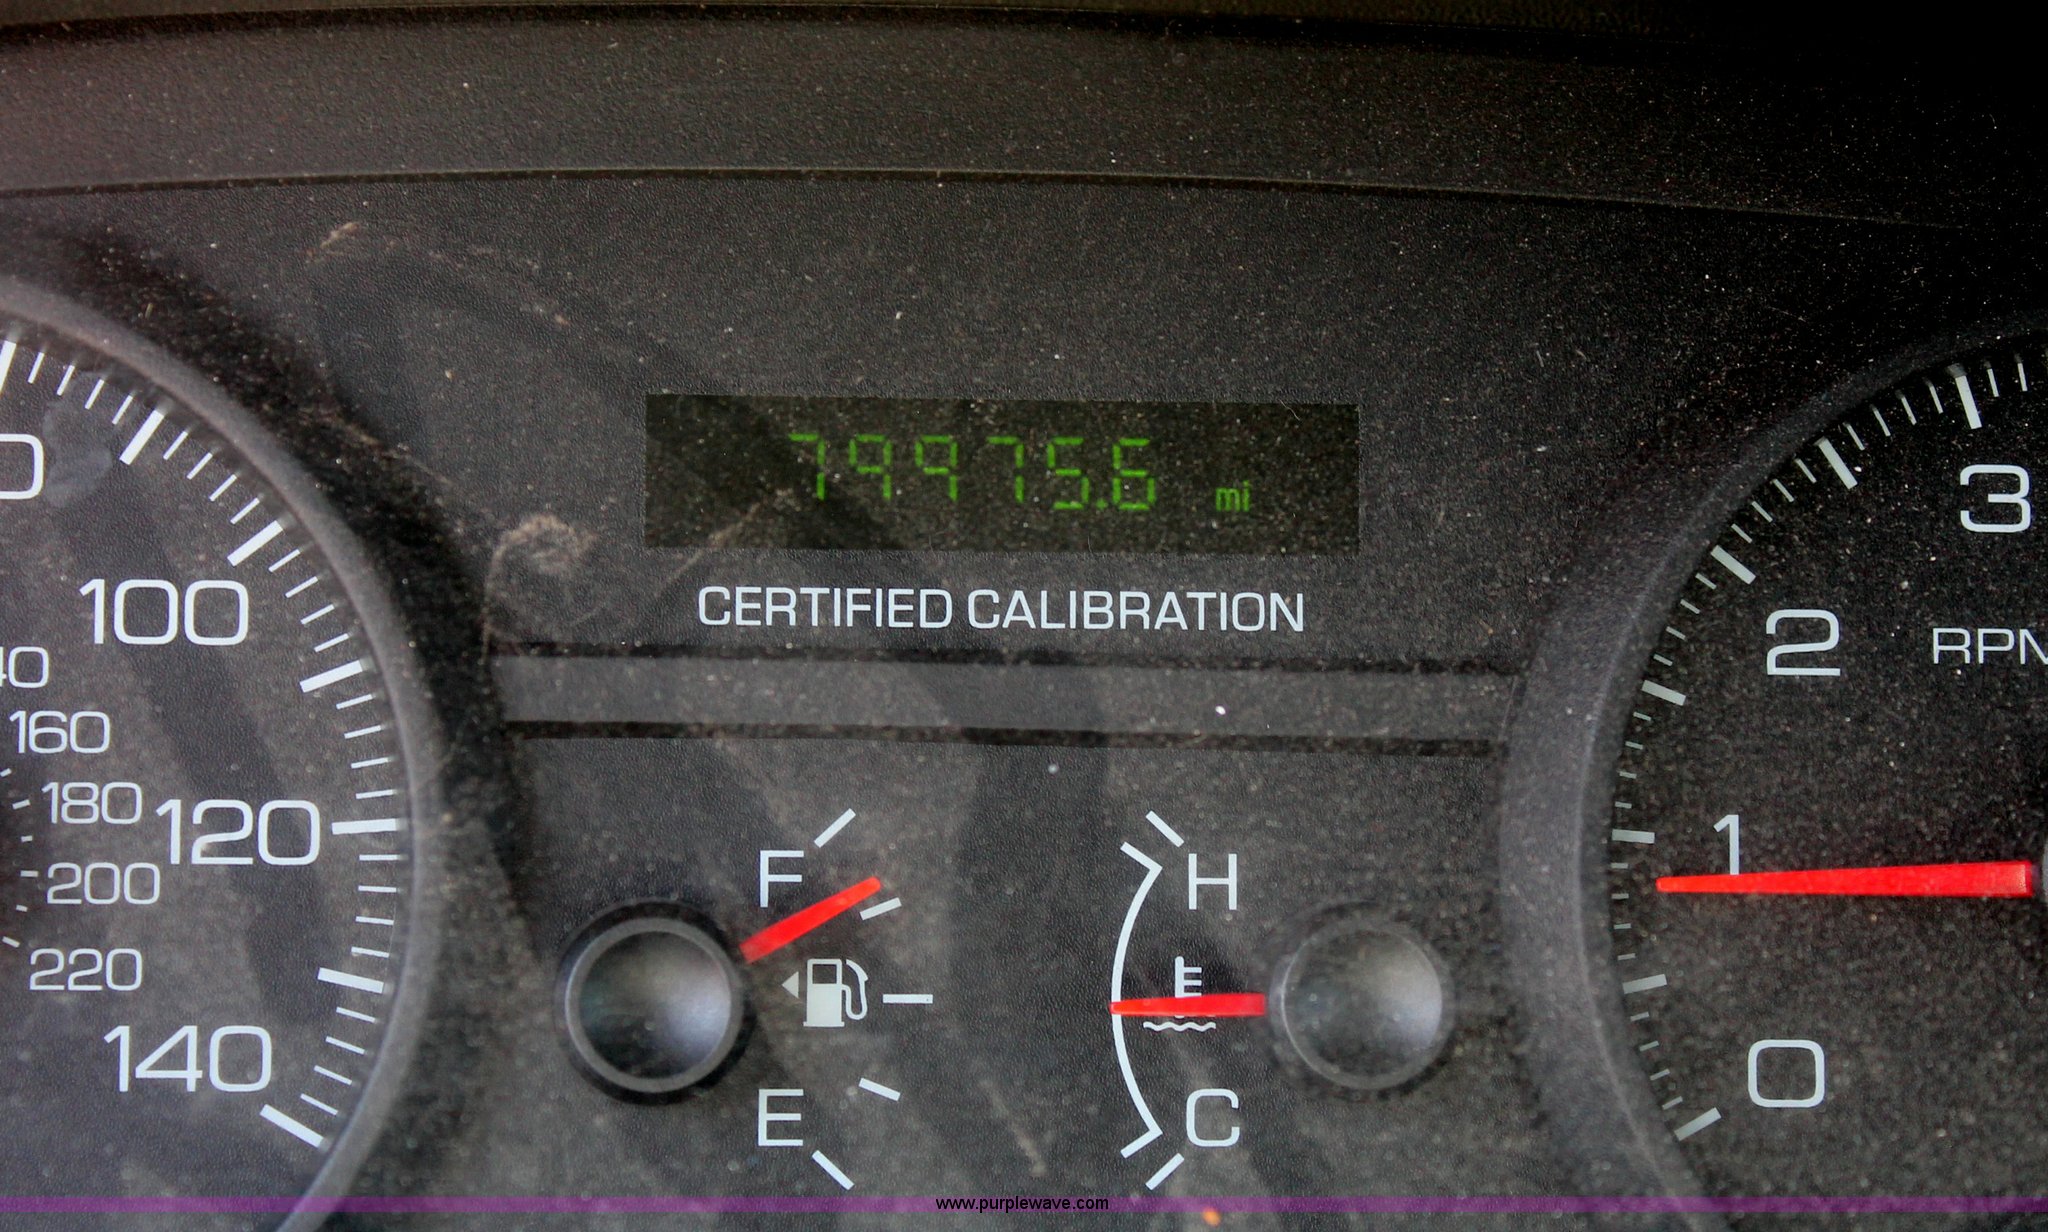 79975.6 mi
CERTIFIED CALIBRATION
100
160
180
120
200
220
140
F
E
H
C
3
2
1
0
www.purplewave.com